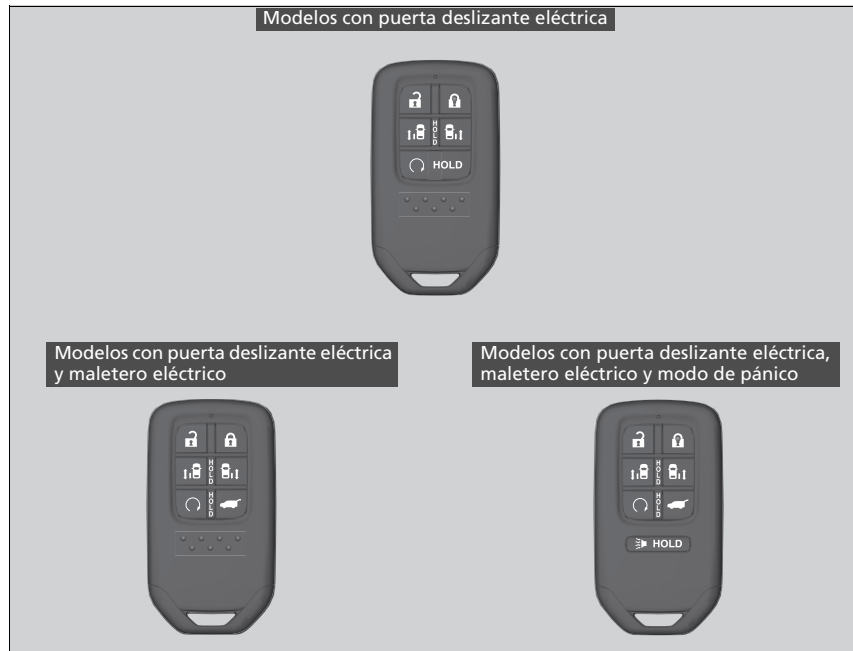 Modelos con puerta deslizante eléctrica
HOLD
HOLD
Modelos con puerta deslizante eléctrica
y maletero eléctrico
HOLD
HOLD
Modelos con puerta deslizante eléctrica,
maletero eléctrico y modo de pánico
HOLD
HOLD
HOLD